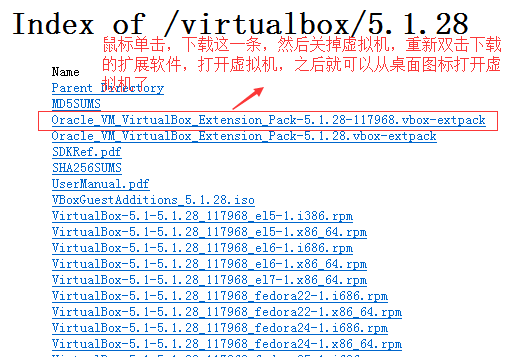 Index of /virtualbox/5.1.28
鼠标单击，下载这一条，然后关掉虚拟机，重新双击下载
的扩展软件，打开虚拟机，之后就可以从桌面图标打开虚
拟机了
Name
Parent Directory
MD5SUMS
Oracle_VM_VirtualBox_Extension_Pack-5.1.28-117968.vbox-extpack
Oracle_VM_VirtualBox_Extension_Pack-5.1.28.vbox-extpack
SDKRef.pdf
SHA256SUMS
UserManual.pdf
VBoxGuestAdditions_5.1.28.iso
VirtualBox-5.1-5.1.28_117968_el5-1.i386.rpm
VirtualBox-5.1-5.1.28_117968_el5-1.x86_64.rpm
VirtualBox-5.1-5.1.28_117968_el6-1.i686.rpm
VirtualBox-5.1-5.1.28_117968_el6-1.x86_64.rpm
VirtualBox-5.1-5.1.28_117968_el7-1.x86_64.rpm
VirtualBox-5.1-5.1.28_117968_fedora22-1.i686.rpm
VirtualBox-5.1-5.1.28_117968_fedora22-1.x86_64.rpm
VirtualBox-5.1-5.1.28_117968_fedora24-1.i686.rpm
VirtualBox-5.1-5.1.28_117968_fedora24-1.x86_64.rpm